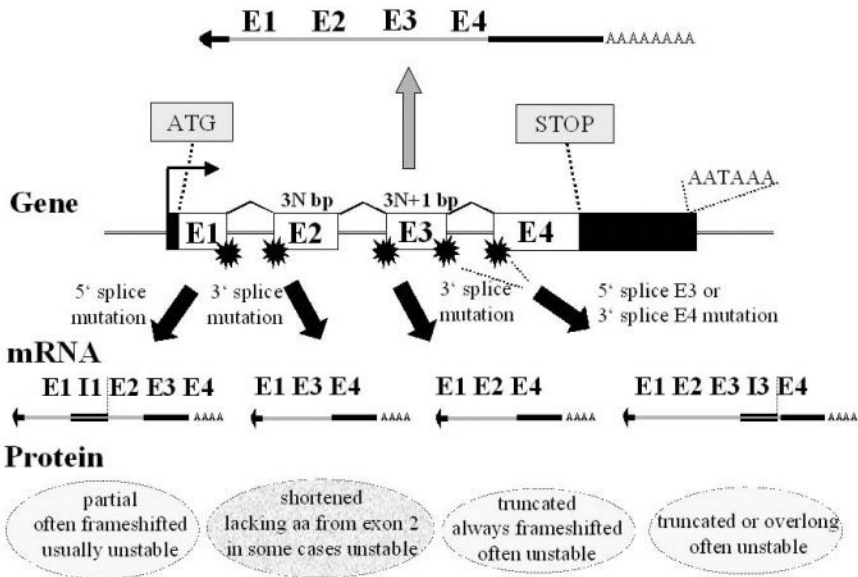 E1 E2 E3 E4
AAAAAAAA
ATG
STOP
AATAAA
Gene
3N bp
3N+1 bp
E1
E2
E3
E4
5‘ splice
mutation
3‘ splice
mutation
3‘ splice
mutation
5‘ splice E3 or
3‘ splice E4 mutation
mRNA
E1 I1 E2 E3 E4
AAAA
E1 E3 E4
AAAA
E1 E2 E4
AAAA
E1 E2 E3 I3 E4
AAAA
Protein
partial
often frameshifted
usually unstable
shortened
lacking aa from exon 2
in some cases unstable
truncated
always frameshifted
often unstable
truncated or overlong
often unstable